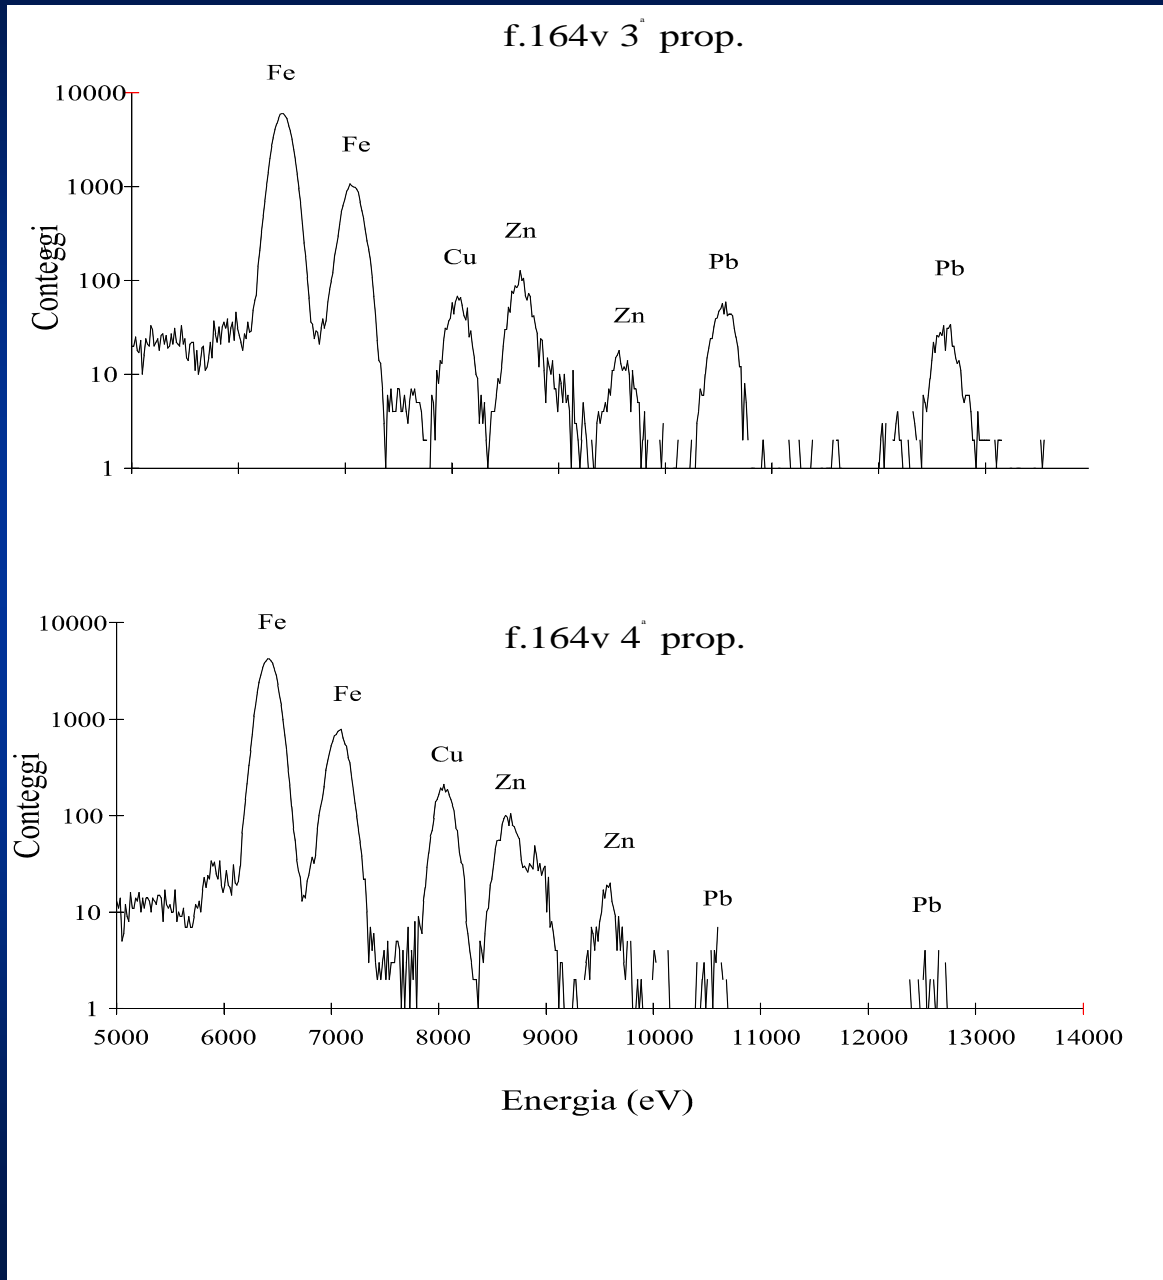 f.164v 3ª prop.
Fe
10000
Fe
1000
Zn
Cu
Pb
Pb
100
Zn
10
1
Conteggi
Fe
10000
f.164v 4ª prop.
Fe
1000
Cu
Zn
100
Zn
Pb
Pb
10
1
Conteggi
5000 6000 7000 8000 9000 10000 11000 12000 13000 14000
Energia (eV)